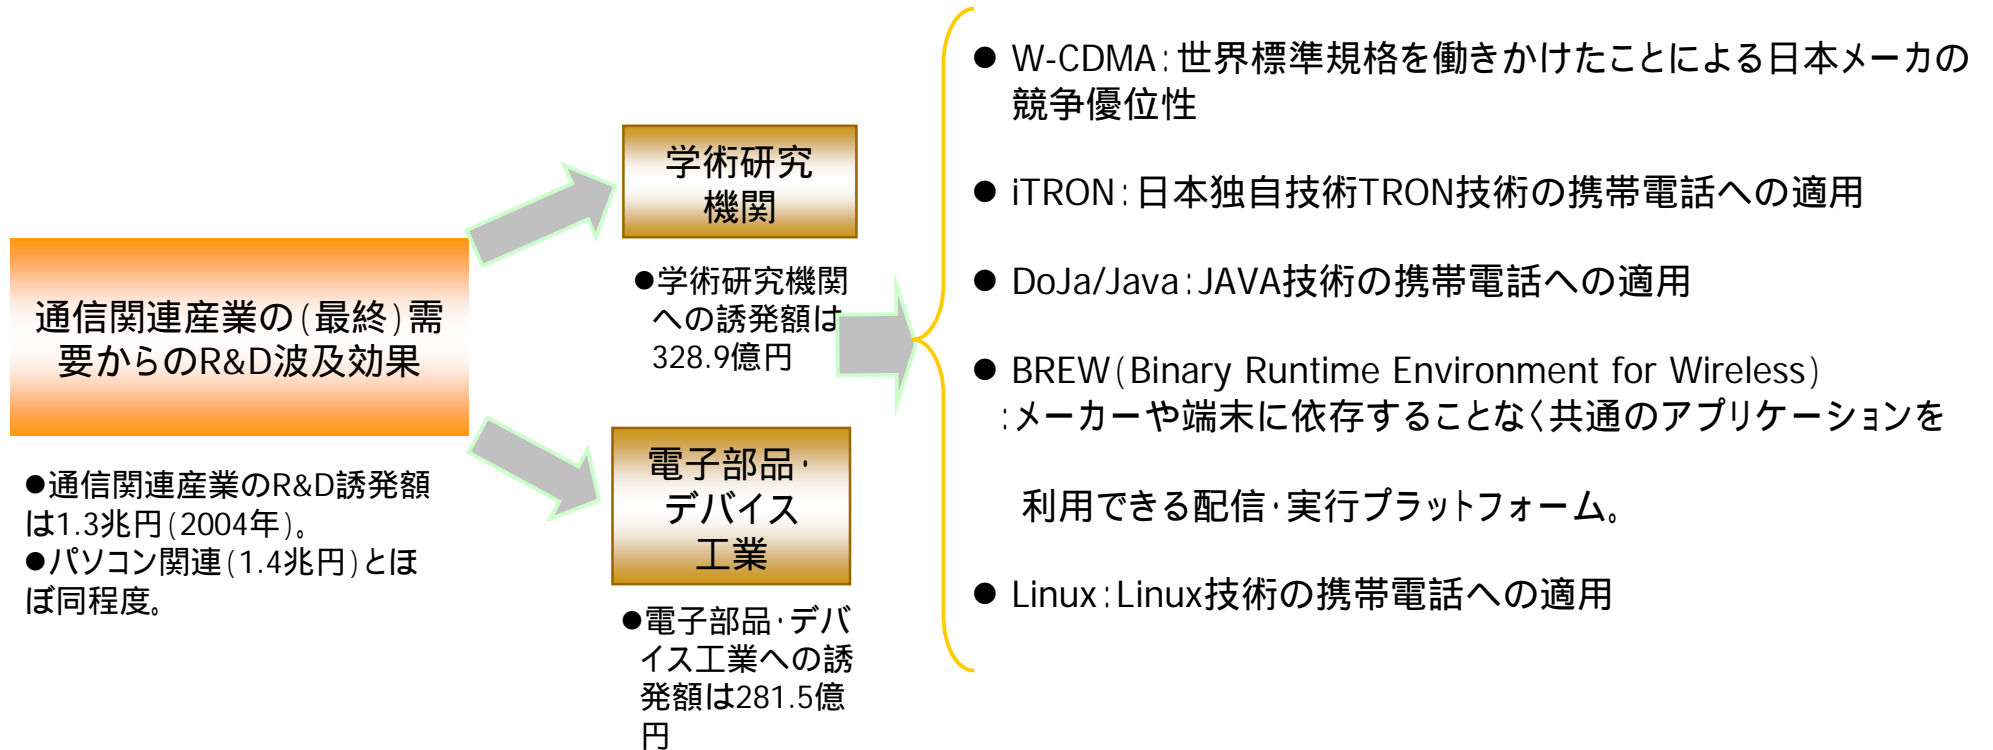 通信関連産業の(最終)需
要からのR&D波及効果
●通信関連産業のR&D誘発額
は1.3兆円(2004年)。
●パソコン関連(1.4兆円)とほ
ぼ同程度。
学術研究
機関
●学術研究機関
への誘発額は
328.9億円
電子部品・
デバイス
工業
●電子部品・デバ
イス工業への誘
発額は281.5億
円
● W-CDMA:世界標準規格を働きかけたことによる日本メーカの
競争優位性
● iTRON:日本独自技術TRON技術の携帯電話への適用
● DoJa/Java:JAVA技術の携帯電話への適用
● BREW(Binary Runtime Environment for Wireless)
:メーカーや端末に依存することなく共通のアプリケーションを
利用できる配信・実行プラットフォーム。
● Linux:Linux技術の携帯電話への適用